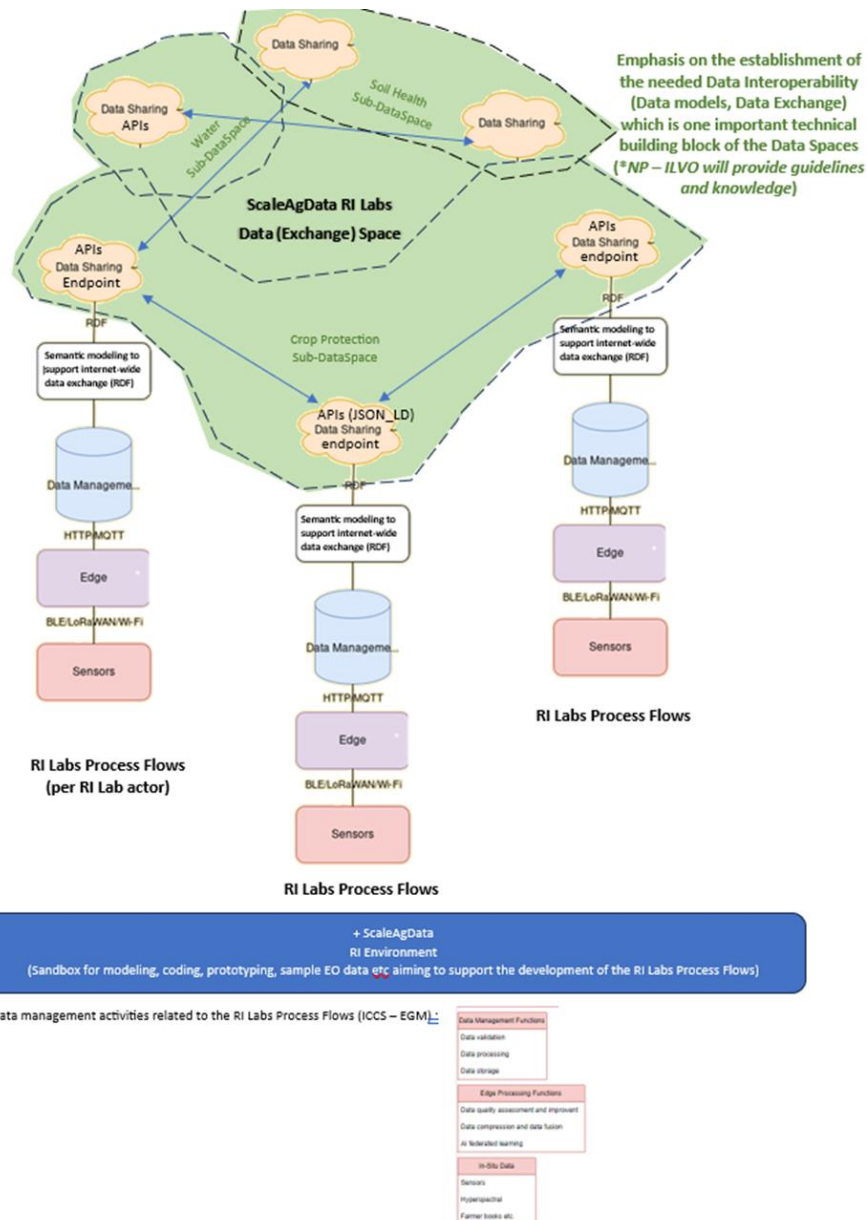 Data Sharing
Soil Health
Sub-DataSpace
Data Sharing
APIs
Water
Sub-DataSpace
Data Sharing
Emphasis on the establishment of
the needed Data Interoperability
(Data models, Data Exchange)
which is one important technical
building block of the Data Spaces
(*NP – ILVO will provide guidelines
and knowledge)
ScaleAgData RI Labs
Data (Exchange) Space
APIs
Data Sharing
Endpoint
APIs
Data Sharing
endpoint
RDF
RDF
Semantic modeling to
support internet-wide
data exchange (RDF)
Semantic modeling to
support internet-wide
data exchange (RDF)
Crop Protection
Sub-DataSpace
APIs (JSON_LD)
Data Sharing
endpoint
RDF
Semantic modeling to
support internet-wide
data exchange (RDF)
Data Manageme...
HTTP/MQTT
Edge
BLE/LoRaWAN/Wi-Fi
Sensors
Data Manageme...
HTTP/MQTT
Edge
BLE/LoRaWAN/Wi-Fi
Sensors
Data Manageme...
HTTP/MQTT
Edge
BLE/LoRaWAN/Wi-Fi
Sensors
RI Labs Process Flows
RI Labs Process Flows
(per RI Lab actor)
RI Labs Process Flows
+ ScaleAgData
RI Environment
(Sandbox for modeling, coding, prototyping, sample EO data etc aiming to support the development of the RI Labs Process Flows)
ata management activities related to the RI Labs Process Flows (ICCS – EGM) :
Data Management Functions
Data validation
Data processing
Data storage
Edge Processing Functions
Data quality assessment and improvent
Data compression and data fusion
AI federated learning
In-Situ Data
Sensors
Hyperspectral
Farmer books etc.